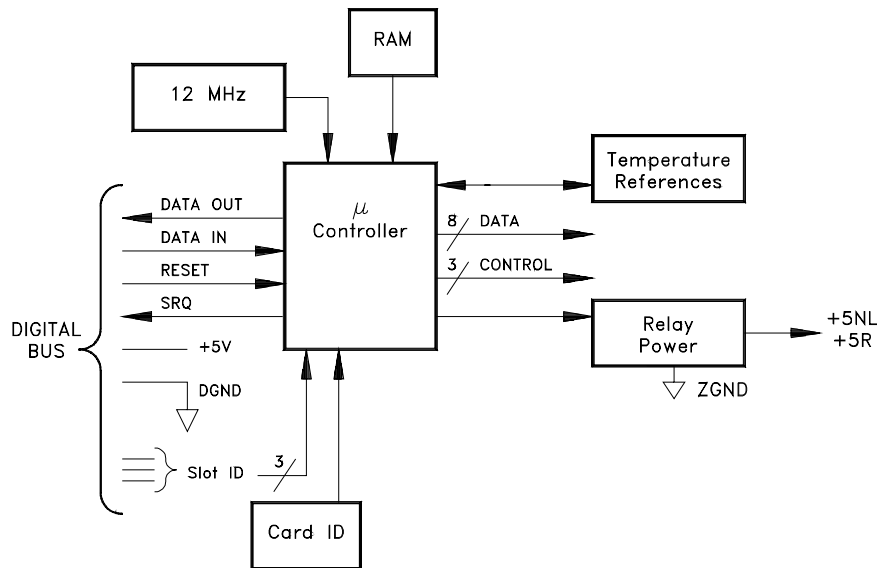 RAM
12 MHz
Temperature
References
μ
Controller
DATA OUT
8 DATA
DATA IN
RESET
3 CONTROL
SRQ
DIGITAL
BUS
+5V
Relay
Power
+5NL
+5R
DGND
ZGND
Slot ID
3
Card ID